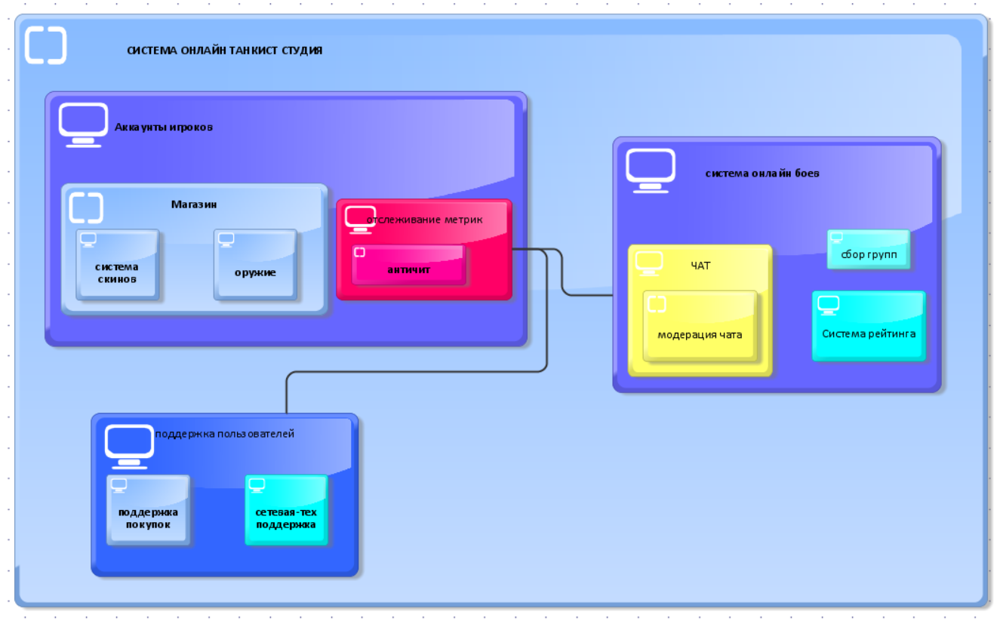 СИСТЕМА ОНЛАЙН ТАНКИСТ СТУДИЯ
Аккаунты игроков
Магазин
система
скинов
оружие
отслеживание метрик
античит
система онлайн боев
ЧАТ
модерация чата
сбор групп
Система рейтинга
поддержка пользователей
поддержка
покупок
сетевая-тех
поддержка